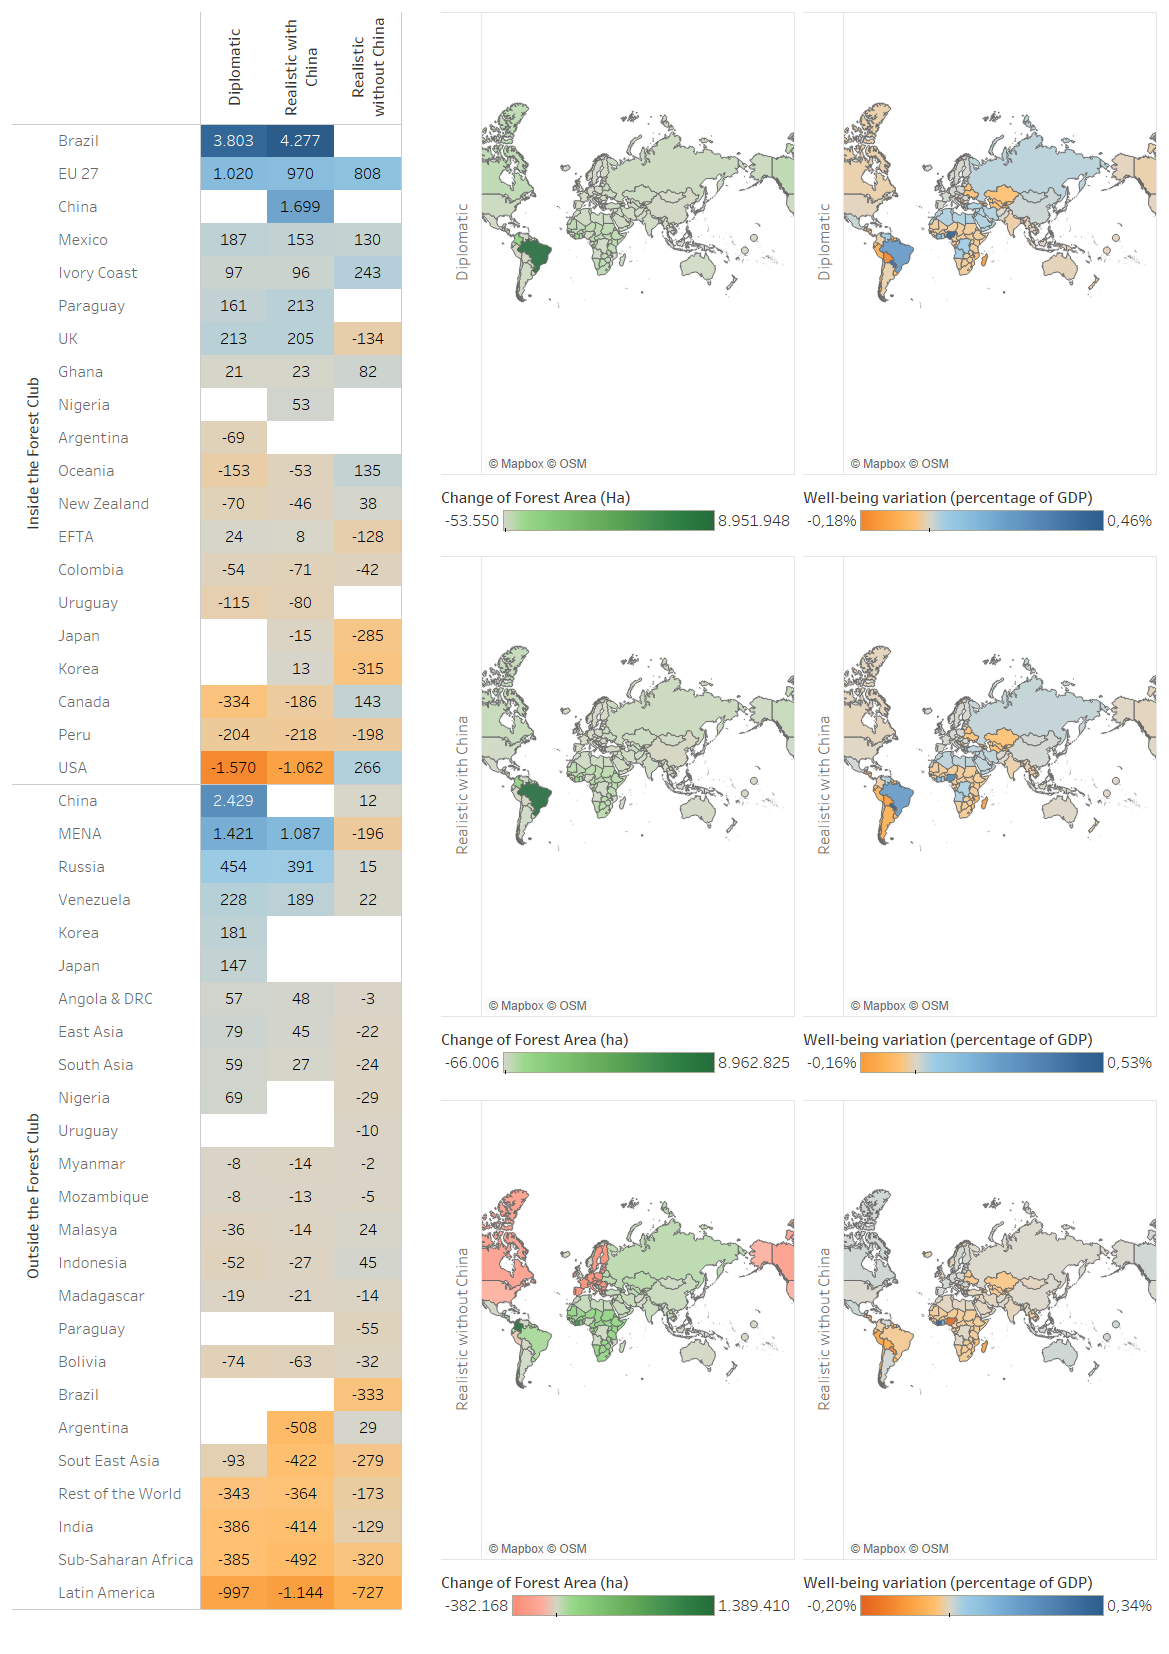 Diplomatic
Realistic with
China
Realistic
without China
Inside the Forest Club
Brazil 3.803 4.277
EU 27 1.020 970 808
China 1.699
Mexico 187 153 130
Ivory Coast 97 96 243
Paraguay 161 213
UK 213 205 -134
Ghana 21 23 82
Nigeria 53
Argentina -69
Oceania -153 -53 135
New Zealand -70 -46 38
EFTA 24 8 -128
Colombia -54 -71 -42
Uruguay -115 -80
Japan -15 -285
Korea 13 -315
Canada -334 -186 143
Peru -204 -218 -198
USA -1.570 -1.062 266
Outside the Forest Club
China 2.429 12
MENA 1.421 1.087 -196
Russia 454 391 15
Venezuela 228 189 22
Korea 181
Japan 147
Angola & DRC 57 48 -3
East Asia 79 45 -22
South Asia 59 27 -24
Nigeria 69 -29
Uruguay -10
Myanmar -8 -14 -2
Mozambique -8 -13 -5
Malasya -36 -14 24
Indonesia -52 -27 45
Madagascar -19 -21 -14
Paraguay -55
Bolivia -74 -63 -32
Brazil -333
Argentina -508 29
Sout East Asia -93 -422 -279
Rest of the World -343 -364 -173
India -386 -414 -129
Sub-Saharan Africa -385 -492 -320
Latin America -997 -1.144 -727
Diplomatic
© Mapbox © OSM
Change of Forest Area (Ha)
-53.550 8.951.948
Diplomatic
© Mapbox © OSM
Well-being variation (percentage of GDP)
-0,18% 0,46%
Realistic with China
© Mapbox © OSM
Change of Forest Area (ha)
-66.006 8.962.825
Realistic with China
© Mapbox © OSM
Well-being variation (percentage of GDP)
-0,16% 0,53%
Realistic without China
© Mapbox © OSM
Change of Forest Area (ha)
-382.168 1.389.410
Realistic without China
© Mapbox © OSM
Well-being variation (percentage of GDP)
-0,20% 0,34%